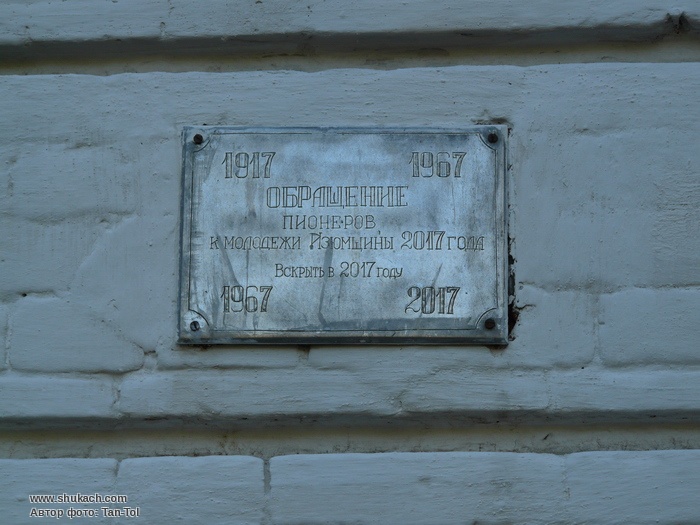 1917 1967
ОБРАЩЕНИЕ
ПИОНЕРОВ
К МОЛОДЕЖИ ИЗЮМЩИНЫ 2017 ГОДА
ВСКРЫТЬ В 2017 ГОДУ
1967 2017
www.shukach.com
Автор фото: Tan-Tol